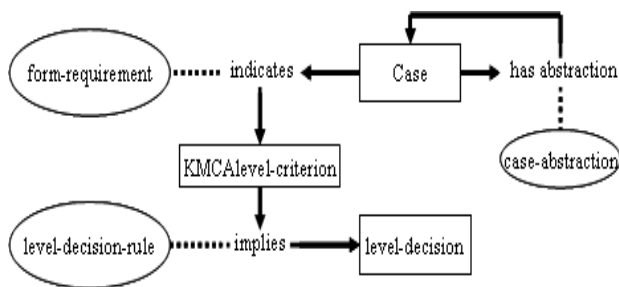 form-requirement
indicates
Case
has abstraction
case-abstraction
KMCAlevel-criterion
level-decision-rule
implies
level-decision